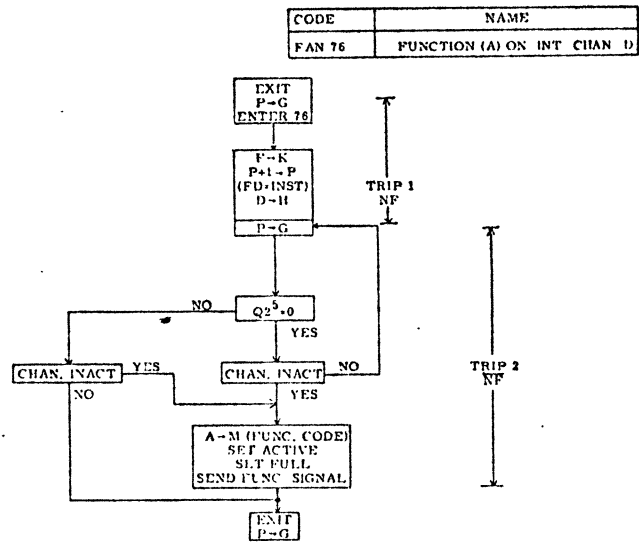 CODE NAME
FAN 76 FUNCTION (A) ON INT CHAN D
EXIT
P→G
ENTER 76
F→K
P+1→P
(FD=INST)
D→H
P→G
TRIP 1
NF
NO
Q2⁵=0
YES
CHAN. INACT YES
CHAN. INACT NO
NO
YES
TRIP 2
NF
A→M (FUNC. CODE)
SET ACTIVE
SET FULL
SEND FUNC SIGNAL
EXIT
P→G